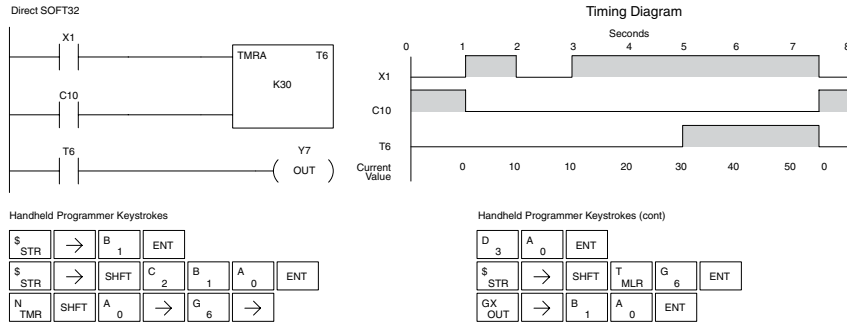 Direct SOFT32
X1
TMRA T6
K30
C10
T6
Y7
OUT
Timing Diagram
Seconds
0 1 2 3 4 5 6 7 8
X1
C10
T6
Current Value 0 10 10 20 30 40 50 0
Handheld Programmer Keystrokes
$ STR → B 1 ENT
$ STR → SHFT C 2 B 1 A 0 ENT
N TMR SHFT A 0 → G 6 →
Handheld Programmer Keystrokes (cont)
D 3 A 0 ENT
$ STR → SHFT T MLR G 6 ENT
GX OUT → B 1 A 0 ENT